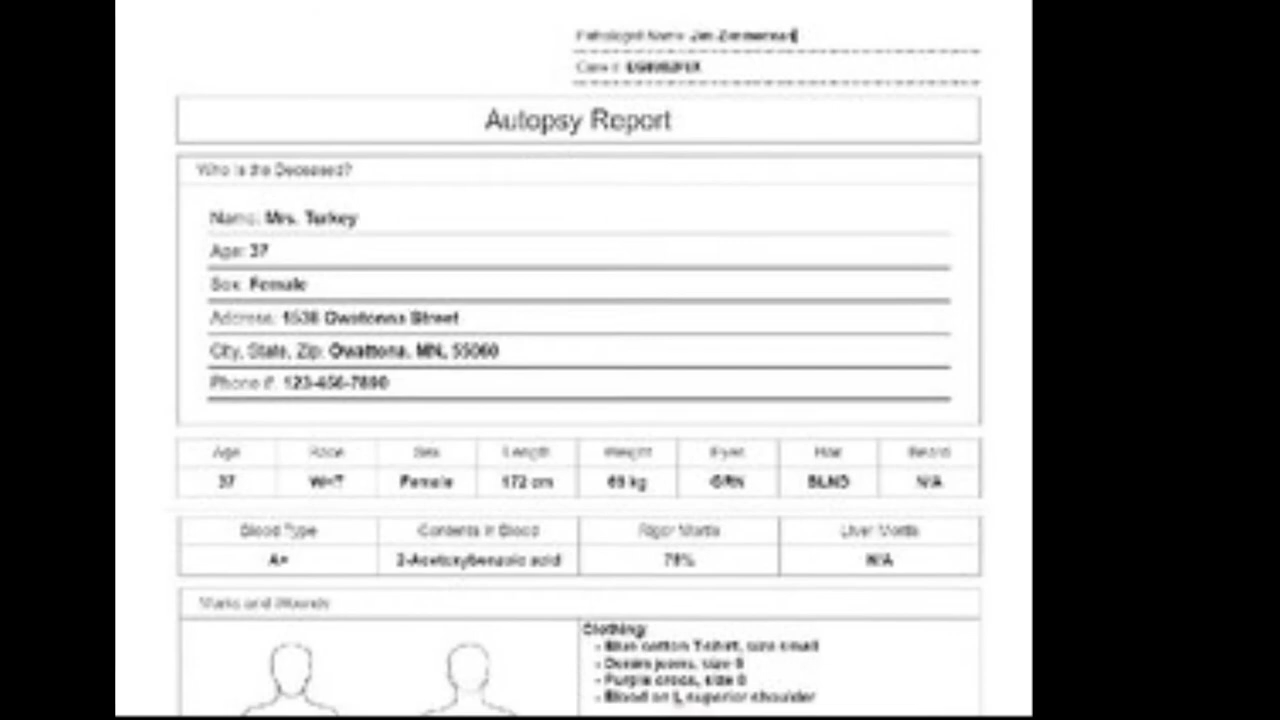 Pathologist Name: Jim Zimmerman
Case #:
Autopsy Report
Who is the Deceased?
Name: Mrs. Turkey
Age: 37
Sex: Female
Address: 1538 Owatonna Street
City, State, Zip: Owattona, MN, 55060
Phone #: 123-456-7890
Age Race Sex Length Weight Eyes Hair Beard
37 WHT Female 172 cm kg GRN BLND N/A
Blood Type Contents in Blood Rigor Mortis Liver Mortis
2-Acetoxybenzoic acid N/A
Marks and Wounds
Clothing:
- Blue cotton T-shirt, size small
- Denim jeans, size
- Purple crocs, size 8
- Blood on L superior shoulder